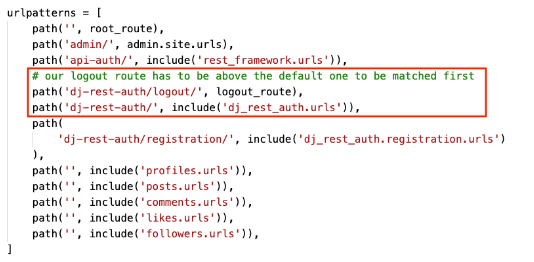 urlpatterns = [
    path('', root_route),
    path('admin/', admin.site.urls),
    path('api-auth/', include('rest_framework.urls')),
    # our logout route has to be above the default one to be matched first
    path('dj-rest-auth/logout/', logout_route),
    path('dj-rest-auth/', include('dj_rest_auth.urls')),
    path(
        'dj-rest-auth/registration/', include('dj_rest_auth.registration.urls')
    ),
    path('', include('profiles.urls')),
    path('', include('posts.urls')),
    path('', include('comments.urls')),
    path('', include('likes.urls')),
    path('', include('followers.urls')),
]